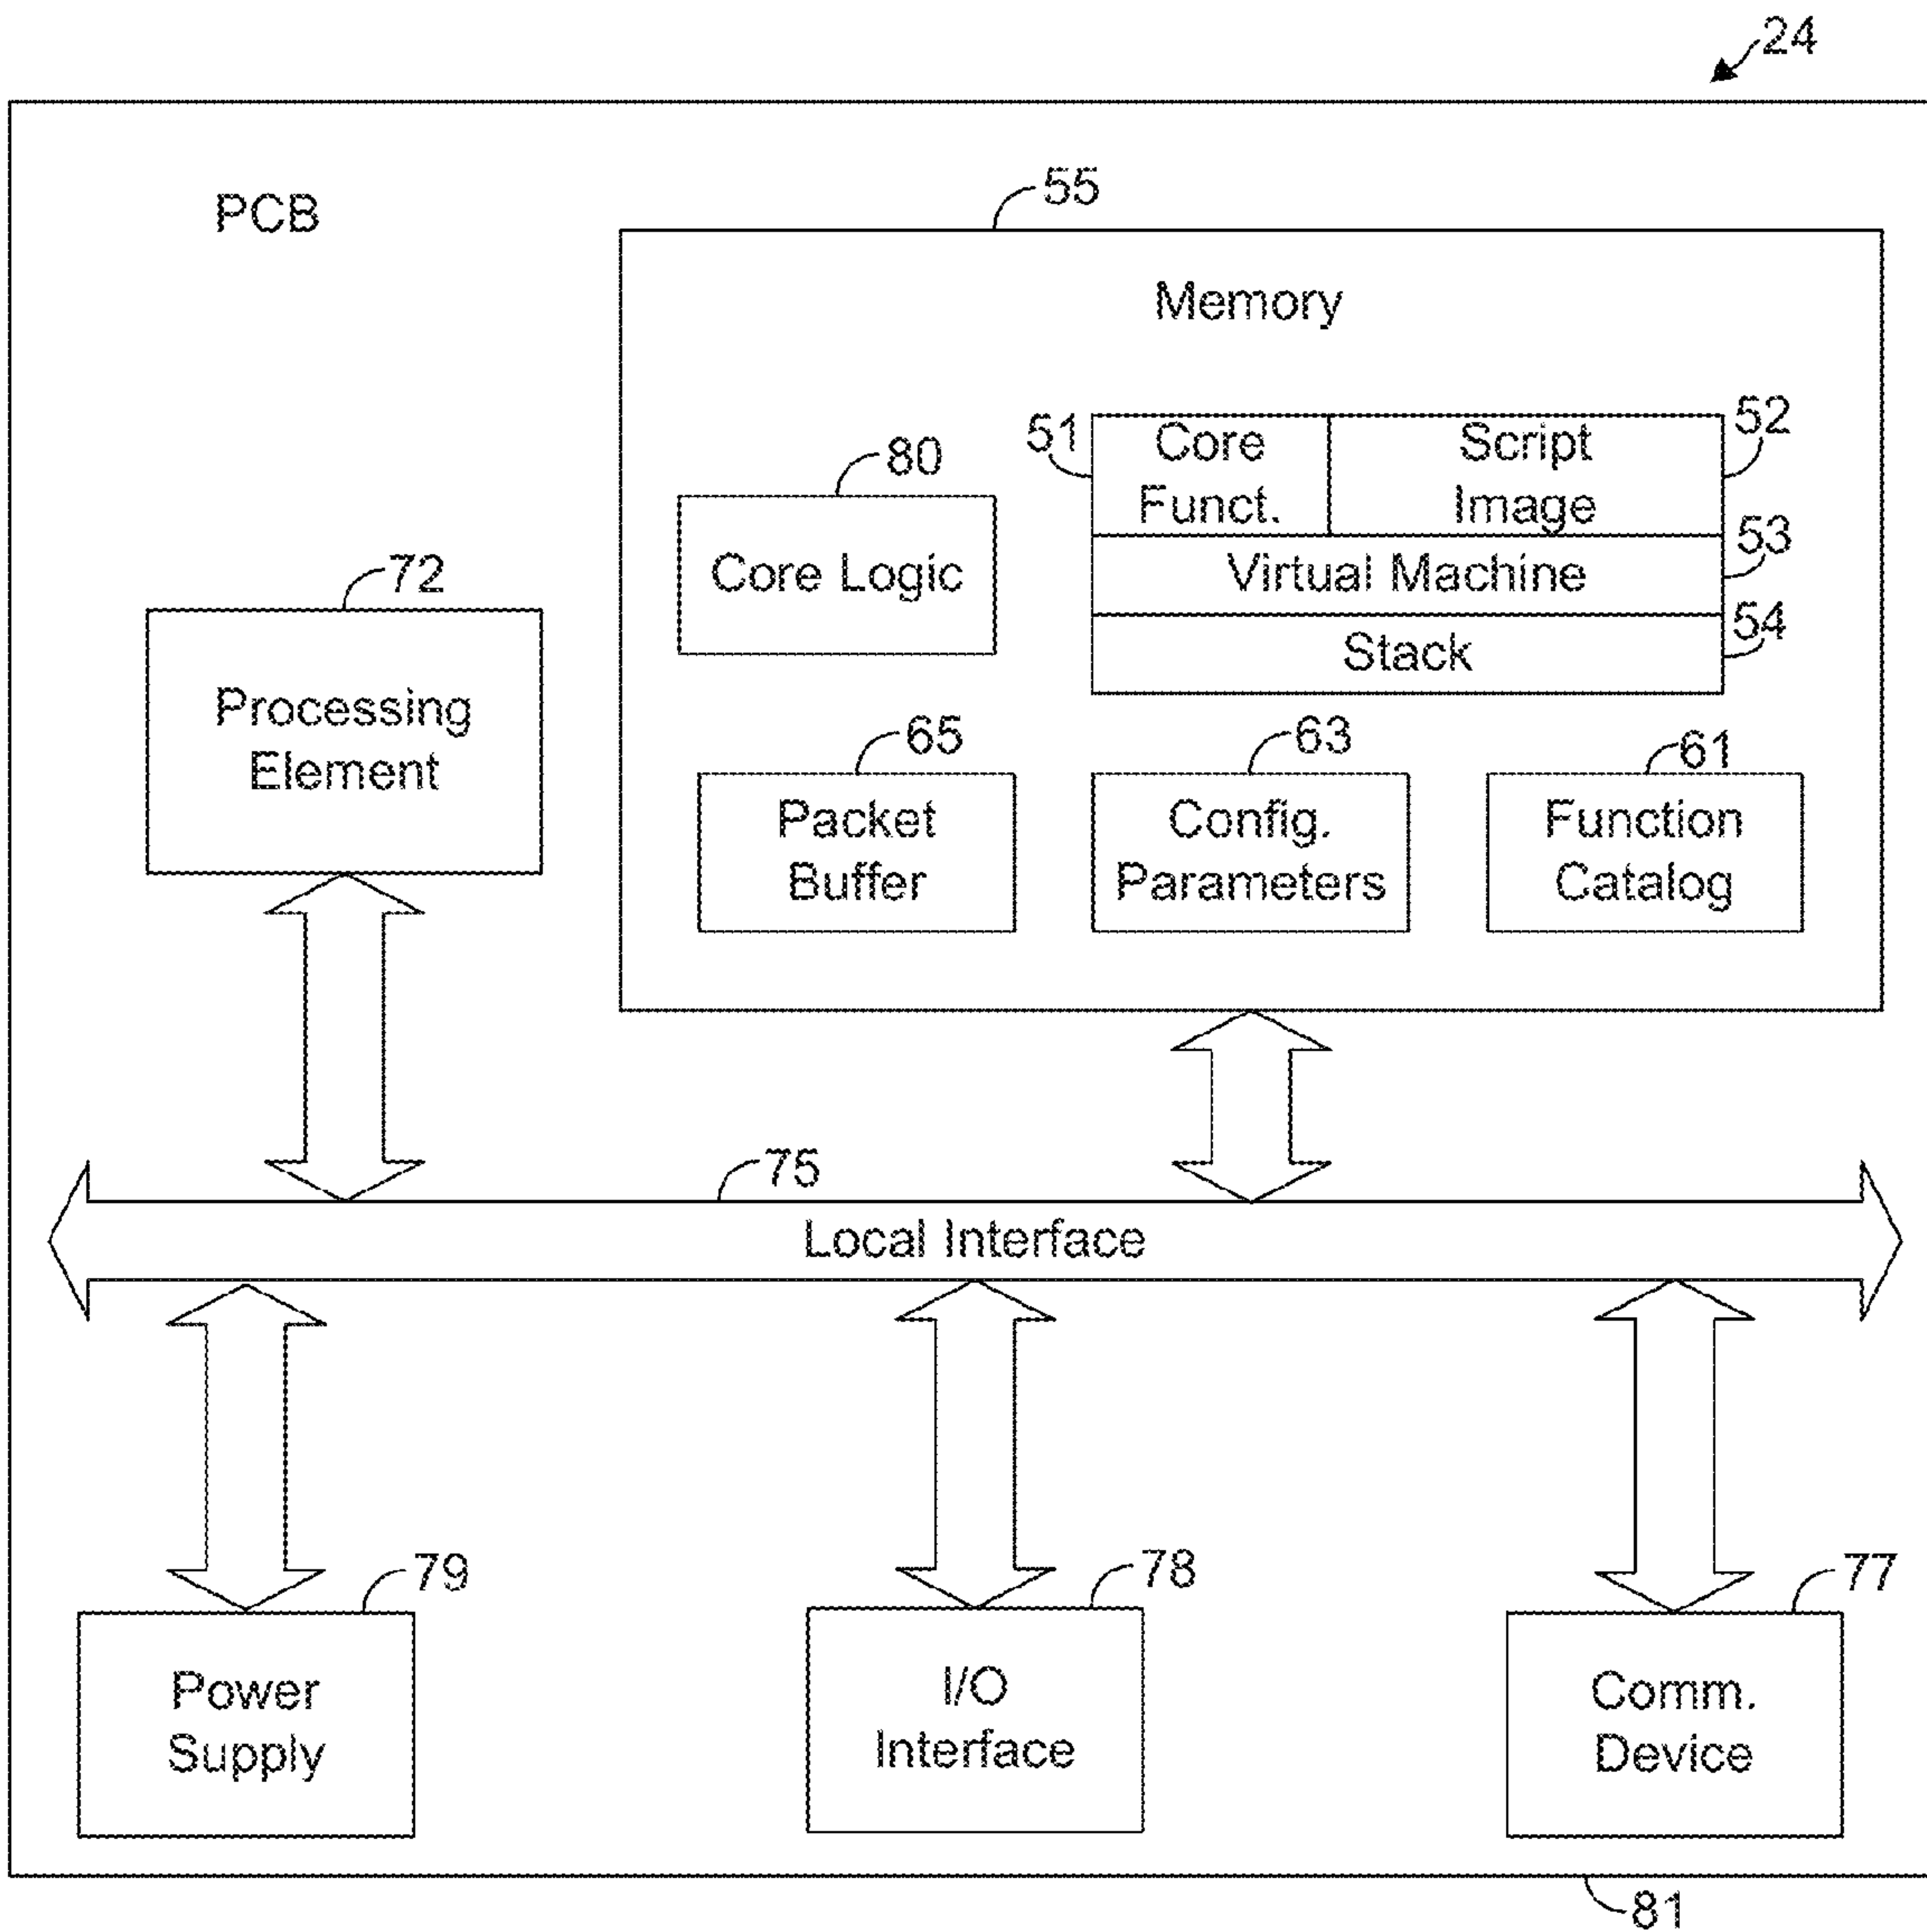 24
PCB
55
Memory
51
Core
Funct.
Script
Image
52
80
Core Logic
Virtual Machine
53
Stack
54
72
Processing
Element
65
Packet
Buffer
63
Config.
Parameters
61
Function
Catalog
75
Local Interface
79
Power
Supply
78
I/O
Interface
77
Comm.
Device
81